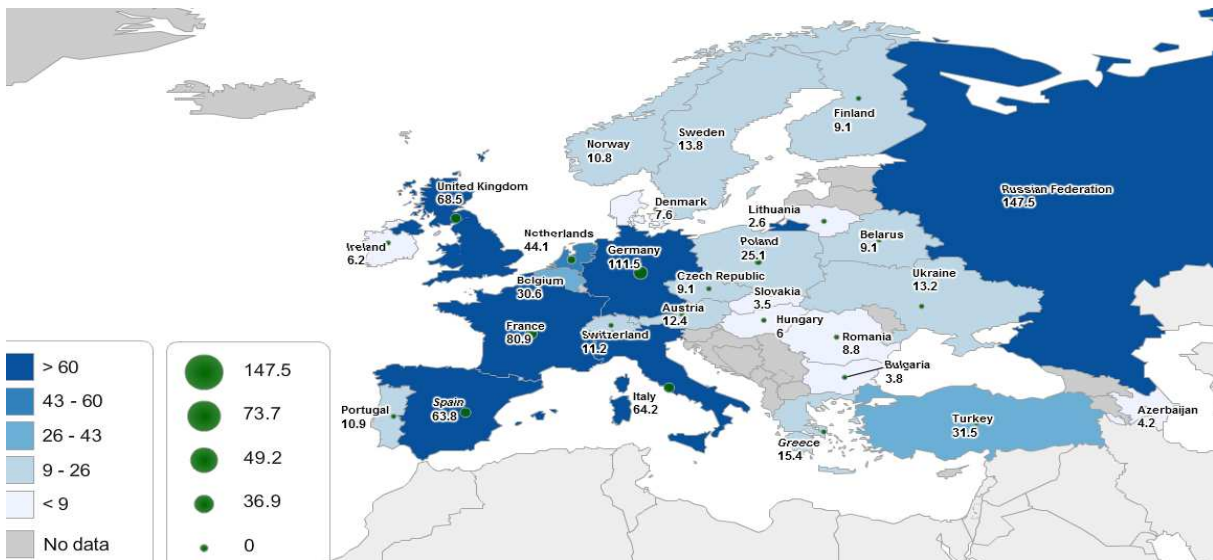 Finland
9.1
Norway
10.8
Sweden
13.8
Russian Federation
147.5
United Kingdom
68.5
Denmark
7.6
Lithuania
2.6
Ireland
6.2
Netherlands
44.1
Belarus
9.1
Germany
111.5
Poland
25.1
Belgium
30.6
Czech Republic
9.1
Ukraine
13.2
Slovakia
3.5
Austria
12.4
France
80.9
Switzerland
11.2
Hungary
6
Romania
8.8
Bulgaria
3.8
Portugal
10.9
Spain
63.8
Italy
64.2
Greece
15.4
Turkey
31.5
Azerbaijan
4.2
> 60
43 - 60
26 - 43
9 - 26
< 9
No data
147.5
73.7
49.2
36.9
0